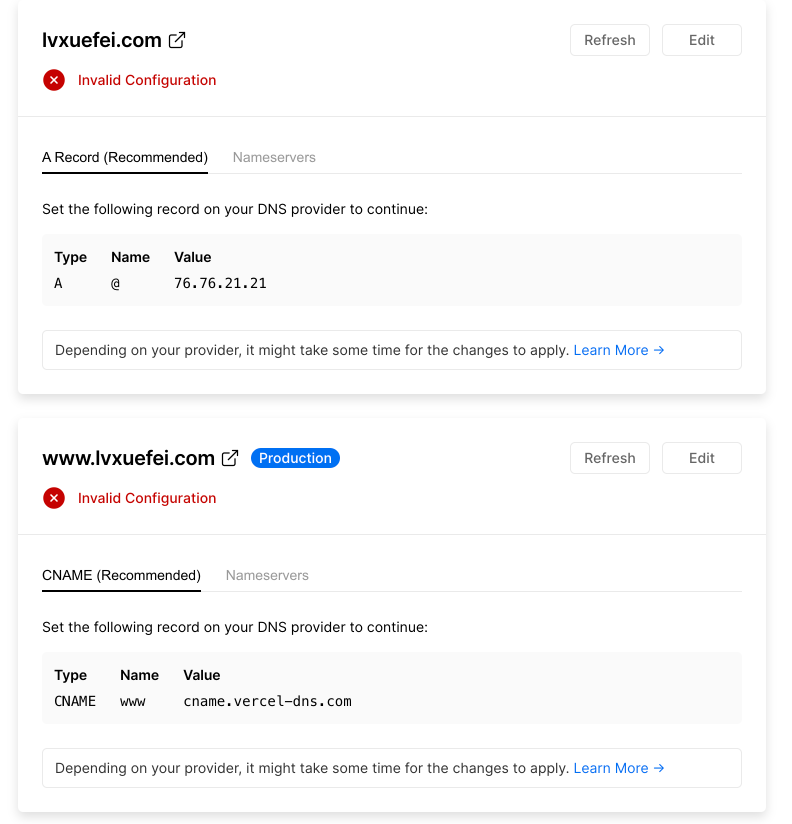 lvxuefei.com Refresh Edit
Invalid Configuration
A Record (Recommended) Nameservers
Set the following record on your DNS provider to continue:
Type Name Value
A @ 76.76.21.21
Depending on your provider, it might take some time for the changes to apply. Learn More →
www.lvxuefei.com Production Refresh Edit
Invalid Configuration
CNAME (Recommended) Nameservers
Set the following record on your DNS provider to continue:
Type Name Value
CNAME www cname.vercel-dns.com
Depending on your provider, it might take some time for the changes to apply. Learn More →